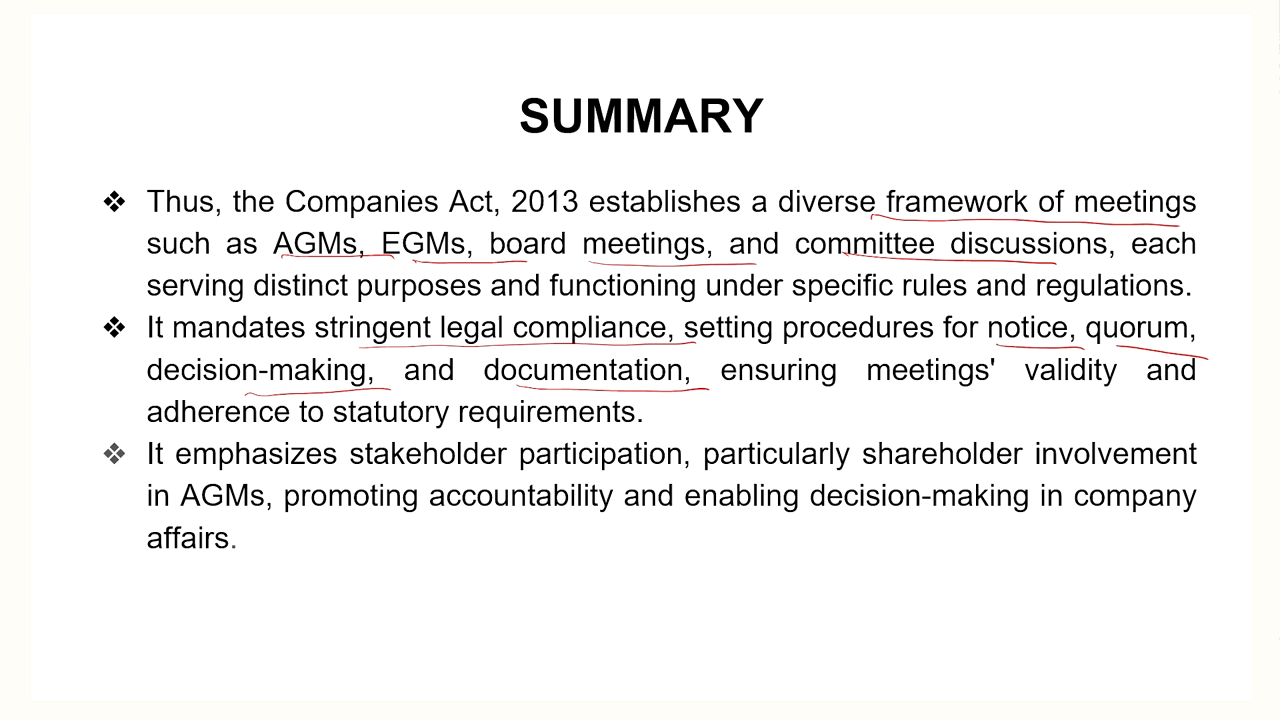 SUMMARY
❖ Thus, the Companies Act, 2013 establishes a diverse framework of meetings
such as AGMs, EGMs, board meetings, and committee discussions, each
serving distinct purposes and functioning under specific rules and regulations.
❖ It mandates stringent legal compliance, setting procedures for notice, quorum,
decision-making, and documentation, ensuring meetings' validity and
adherence to statutory requirements.
❖ It emphasizes stakeholder participation, particularly shareholder involvement
in AGMs, promoting accountability and enabling decision-making in company
affairs.